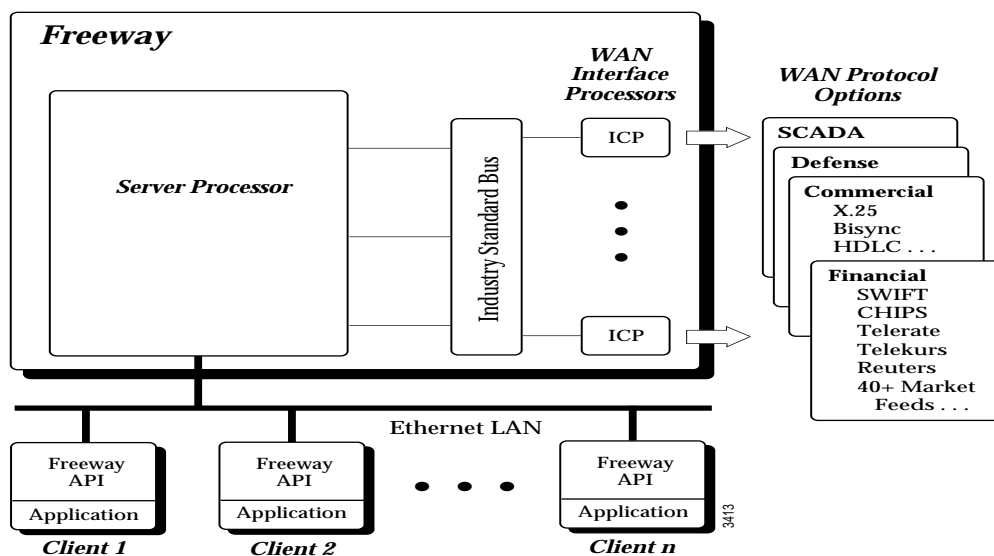 Freeway
WAN
Interface
Processors
WAN Protocol
Options
Server Processor
Industry Standard Bus
ICP
ICP
SCADA
Defense
Commercial
X.25
Bisync
HDLC . . .
Financial
SWIFT
CHIPS
Telerate
Telekurs
Reuters
40+ Market
Feeds . . .
Ethernet LAN
Freeway
API
Application
Client 1
Freeway
API
Application
Client 2
Freeway
API
Application
Client n
3413